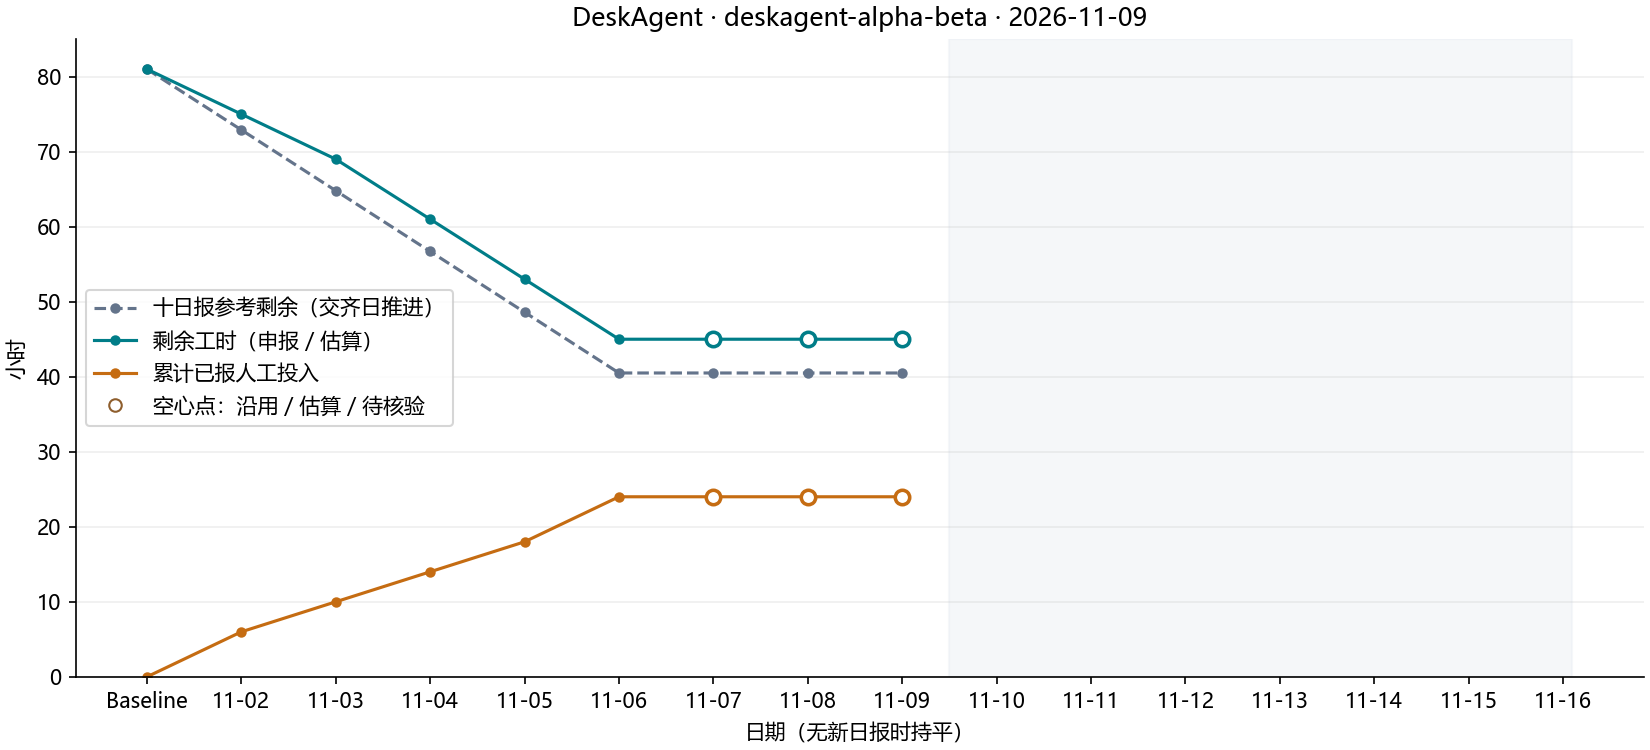 DeskAgent · deskagent-alpha-beta · 2026-11-09
小时
80
70
60
50
40
30
20
10
0
十日报参考剩余（交齐日推进）
剩余工时（申报 / 估算）
累计已报人工投入
空心点：沿用 / 估算 / 待核验
Baseline 11-02 11-03 11-04 11-05 11-06 11-07 11-08 11-09 11-10 11-11 11-12 11-13 11-14 11-15 11-16
日期（无新日报时持平）